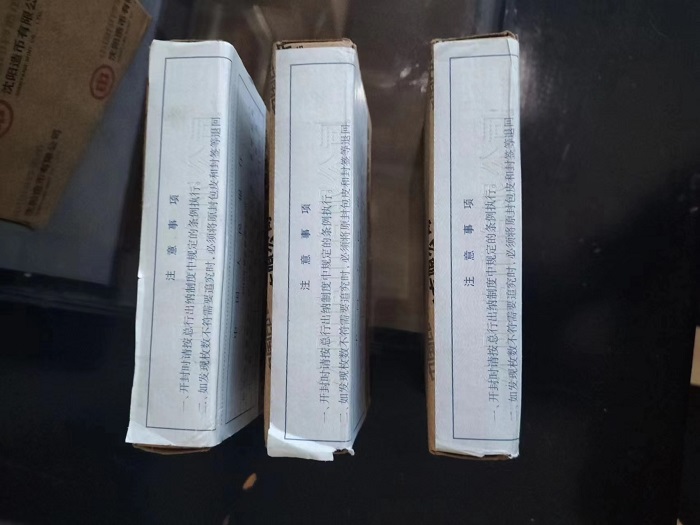 沈阳造币有限公
沈阳造币有限公司
注意事项
一、开封时请按总行出纳制度中规定的条例执行。
二、如发现枚数不符需要追究时，必须将原封包皮和封签等退回
注意事项
一、开封时请按总行出纳制度中规定的条例执行。
二、如发现枚数不符需要追究时，必须将原封包皮和封签等退回
注意事项
一、开封时请按总行出纳制度中规定的条例执行。
二、如发现枚数不符需要追究时，必须将原封包皮和封签等退回